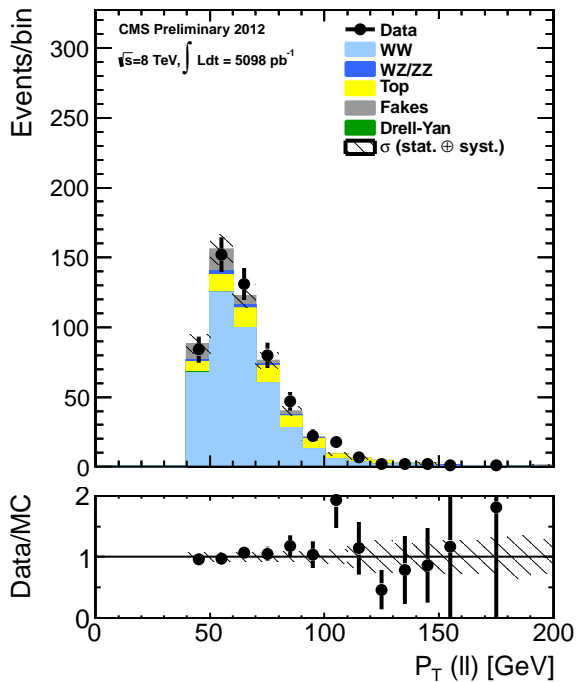 CMS Preliminary 2012
√s=8 TeV, ∫ Ldt = 5098 pb⁻¹
Data
WW
WZ/ZZ
Top
Fakes
Drell-Yan
σ (stat. ⊕ syst.)
Events/bin
300
250
200
150
100
50
0
Data/MC
2
1
0
0 50 100 150 200
P_T (ll) [GeV]